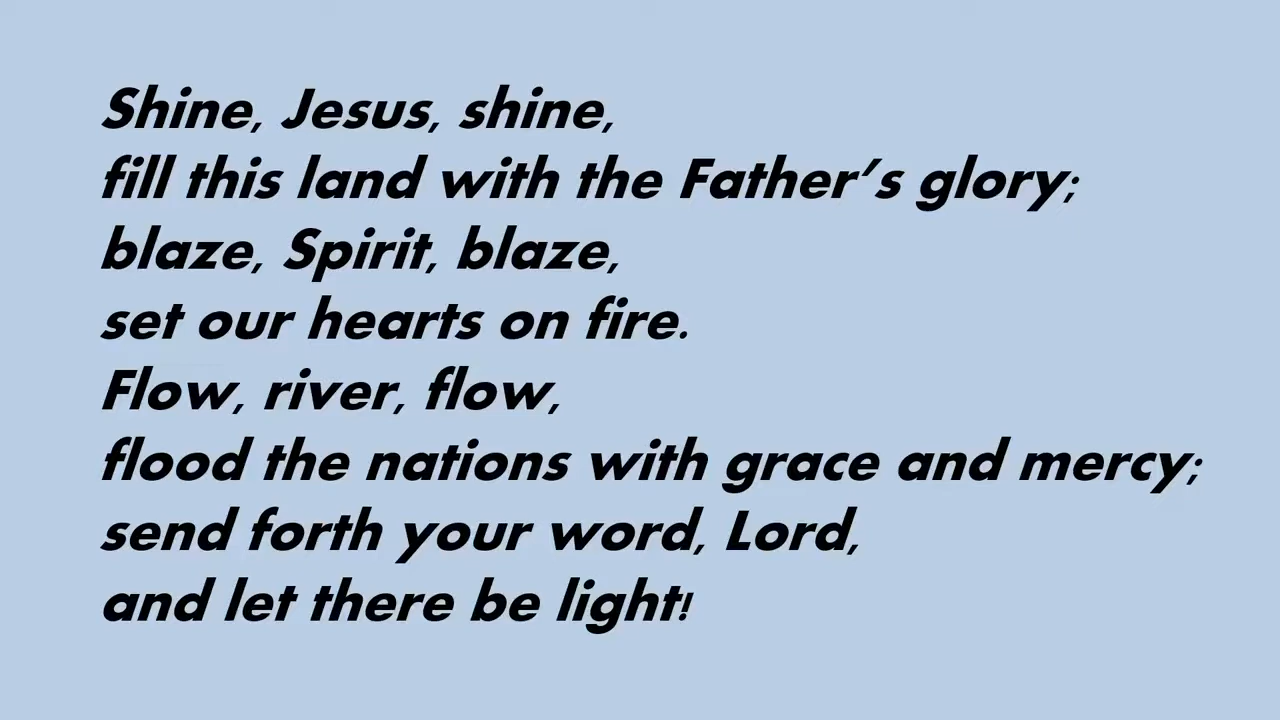 Shine, Jesus, shine,
fill this land with the Father’s glory;
blaze, Spirit, blaze,
set our hearts on fire.
Flow, river, flow,
flood the nations with grace and mercy;
send forth your word, Lord,
and let there be light!